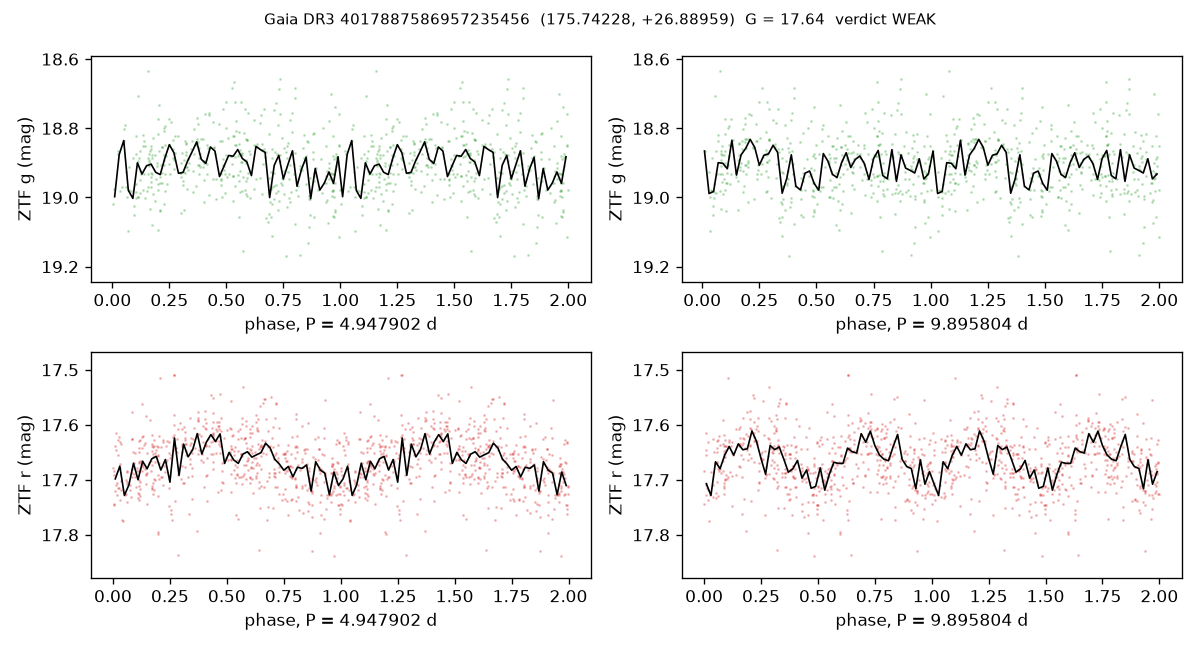 Gaia DR3 4017887586957235456 (175.74228, +26.88959) G = 17.64 verdict WEAK
18.6
18.8
19.0
19.2
ZTF g (mag)
0.00 0.25 0.50 0.75 1.00 1.25 1.50 1.75 2.00
phase, P = 4.947902 d
18.6
18.8
19.0
19.2
ZTF g (mag)
0.00 0.25 0.50 0.75 1.00 1.25 1.50 1.75 2.00
phase, P = 9.895804 d
17.5
17.6
17.7
17.8
ZTF r (mag)
0.00 0.25 0.50 0.75 1.00 1.25 1.50 1.75 2.00
phase, P = 4.947902 d
17.5
17.6
17.7
17.8
ZTF r (mag)
0.00 0.25 0.50 0.75 1.00 1.25 1.50 1.75 2.00
phase, P = 9.895804 d